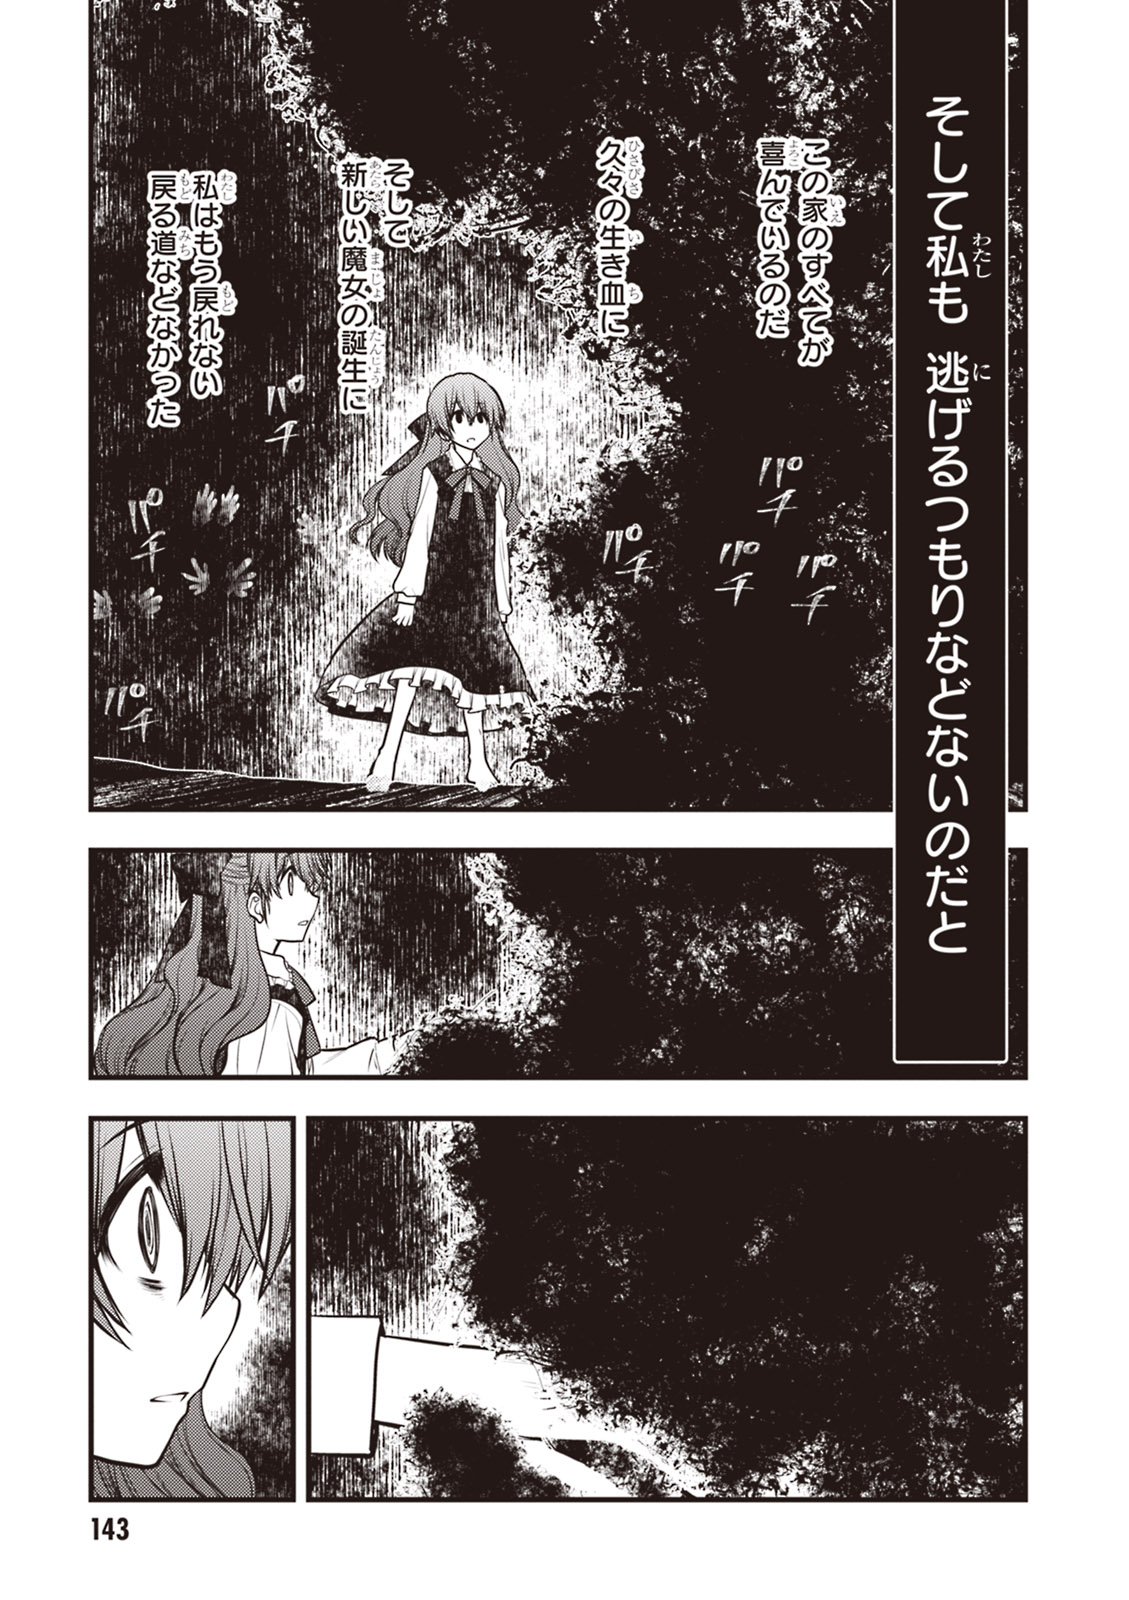 そして私も 逃げるつもりなどないのだと
この家のすべてが
喜んでいるのだ
久々の生き血に
そして
新しい魔女の誕生に
私はもう戻れない
戻る道などなかった
パチ
パチ
パチ
パチ
パチ
パチ
パチ
143